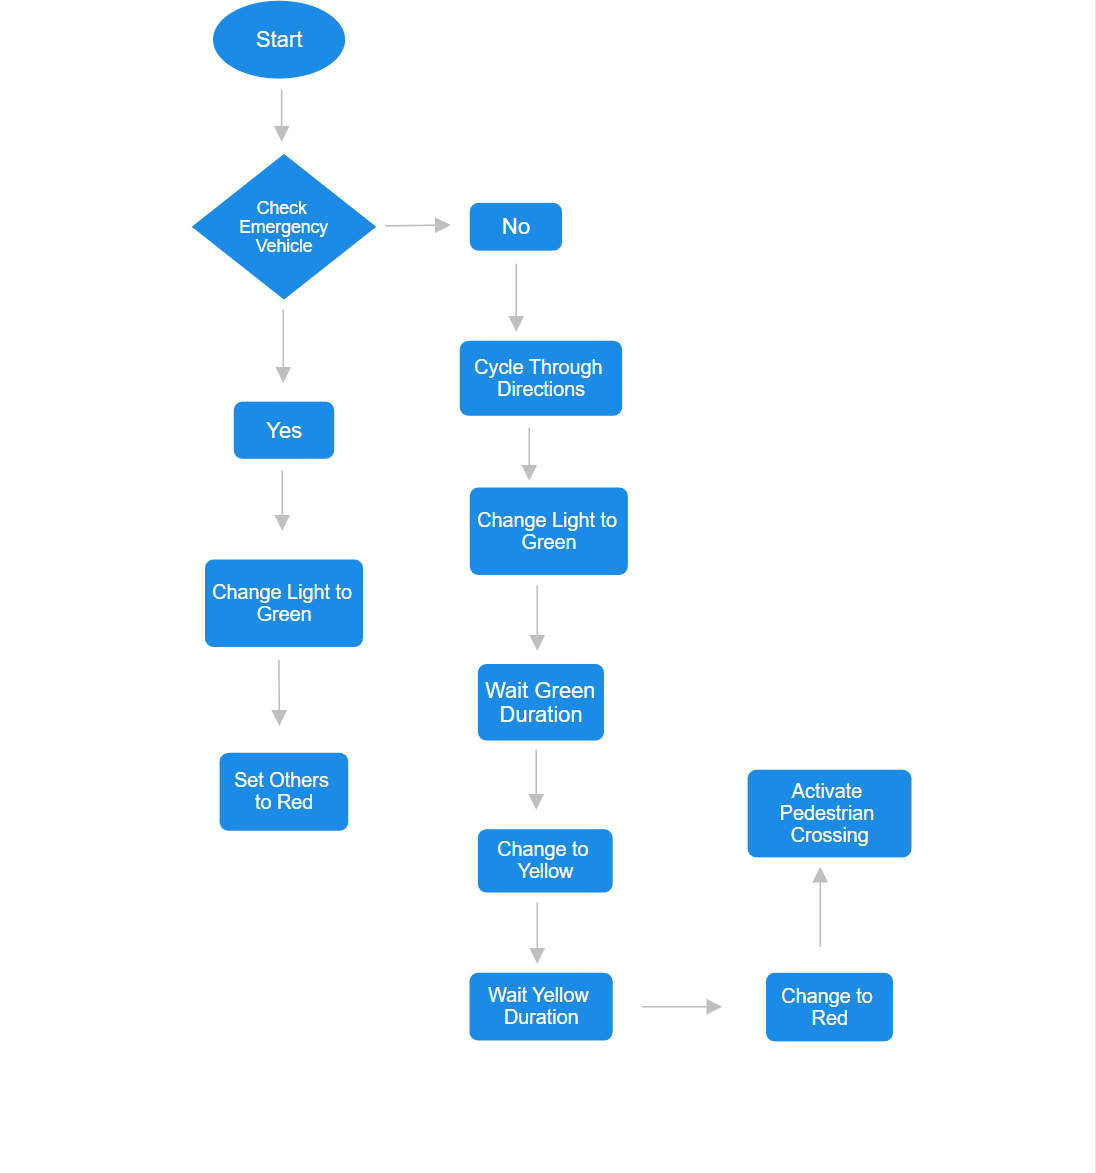 Start
Check
Emergency
Vehicle
No
Yes
Change Light to
Green
Set Others
to Red
Cycle Through
Directions
Change Light to
Green
Wait Green
Duration
Change to
Yellow
Wait Yellow
Duration
Change to
Red
Activate
Pedestrian
Crossing